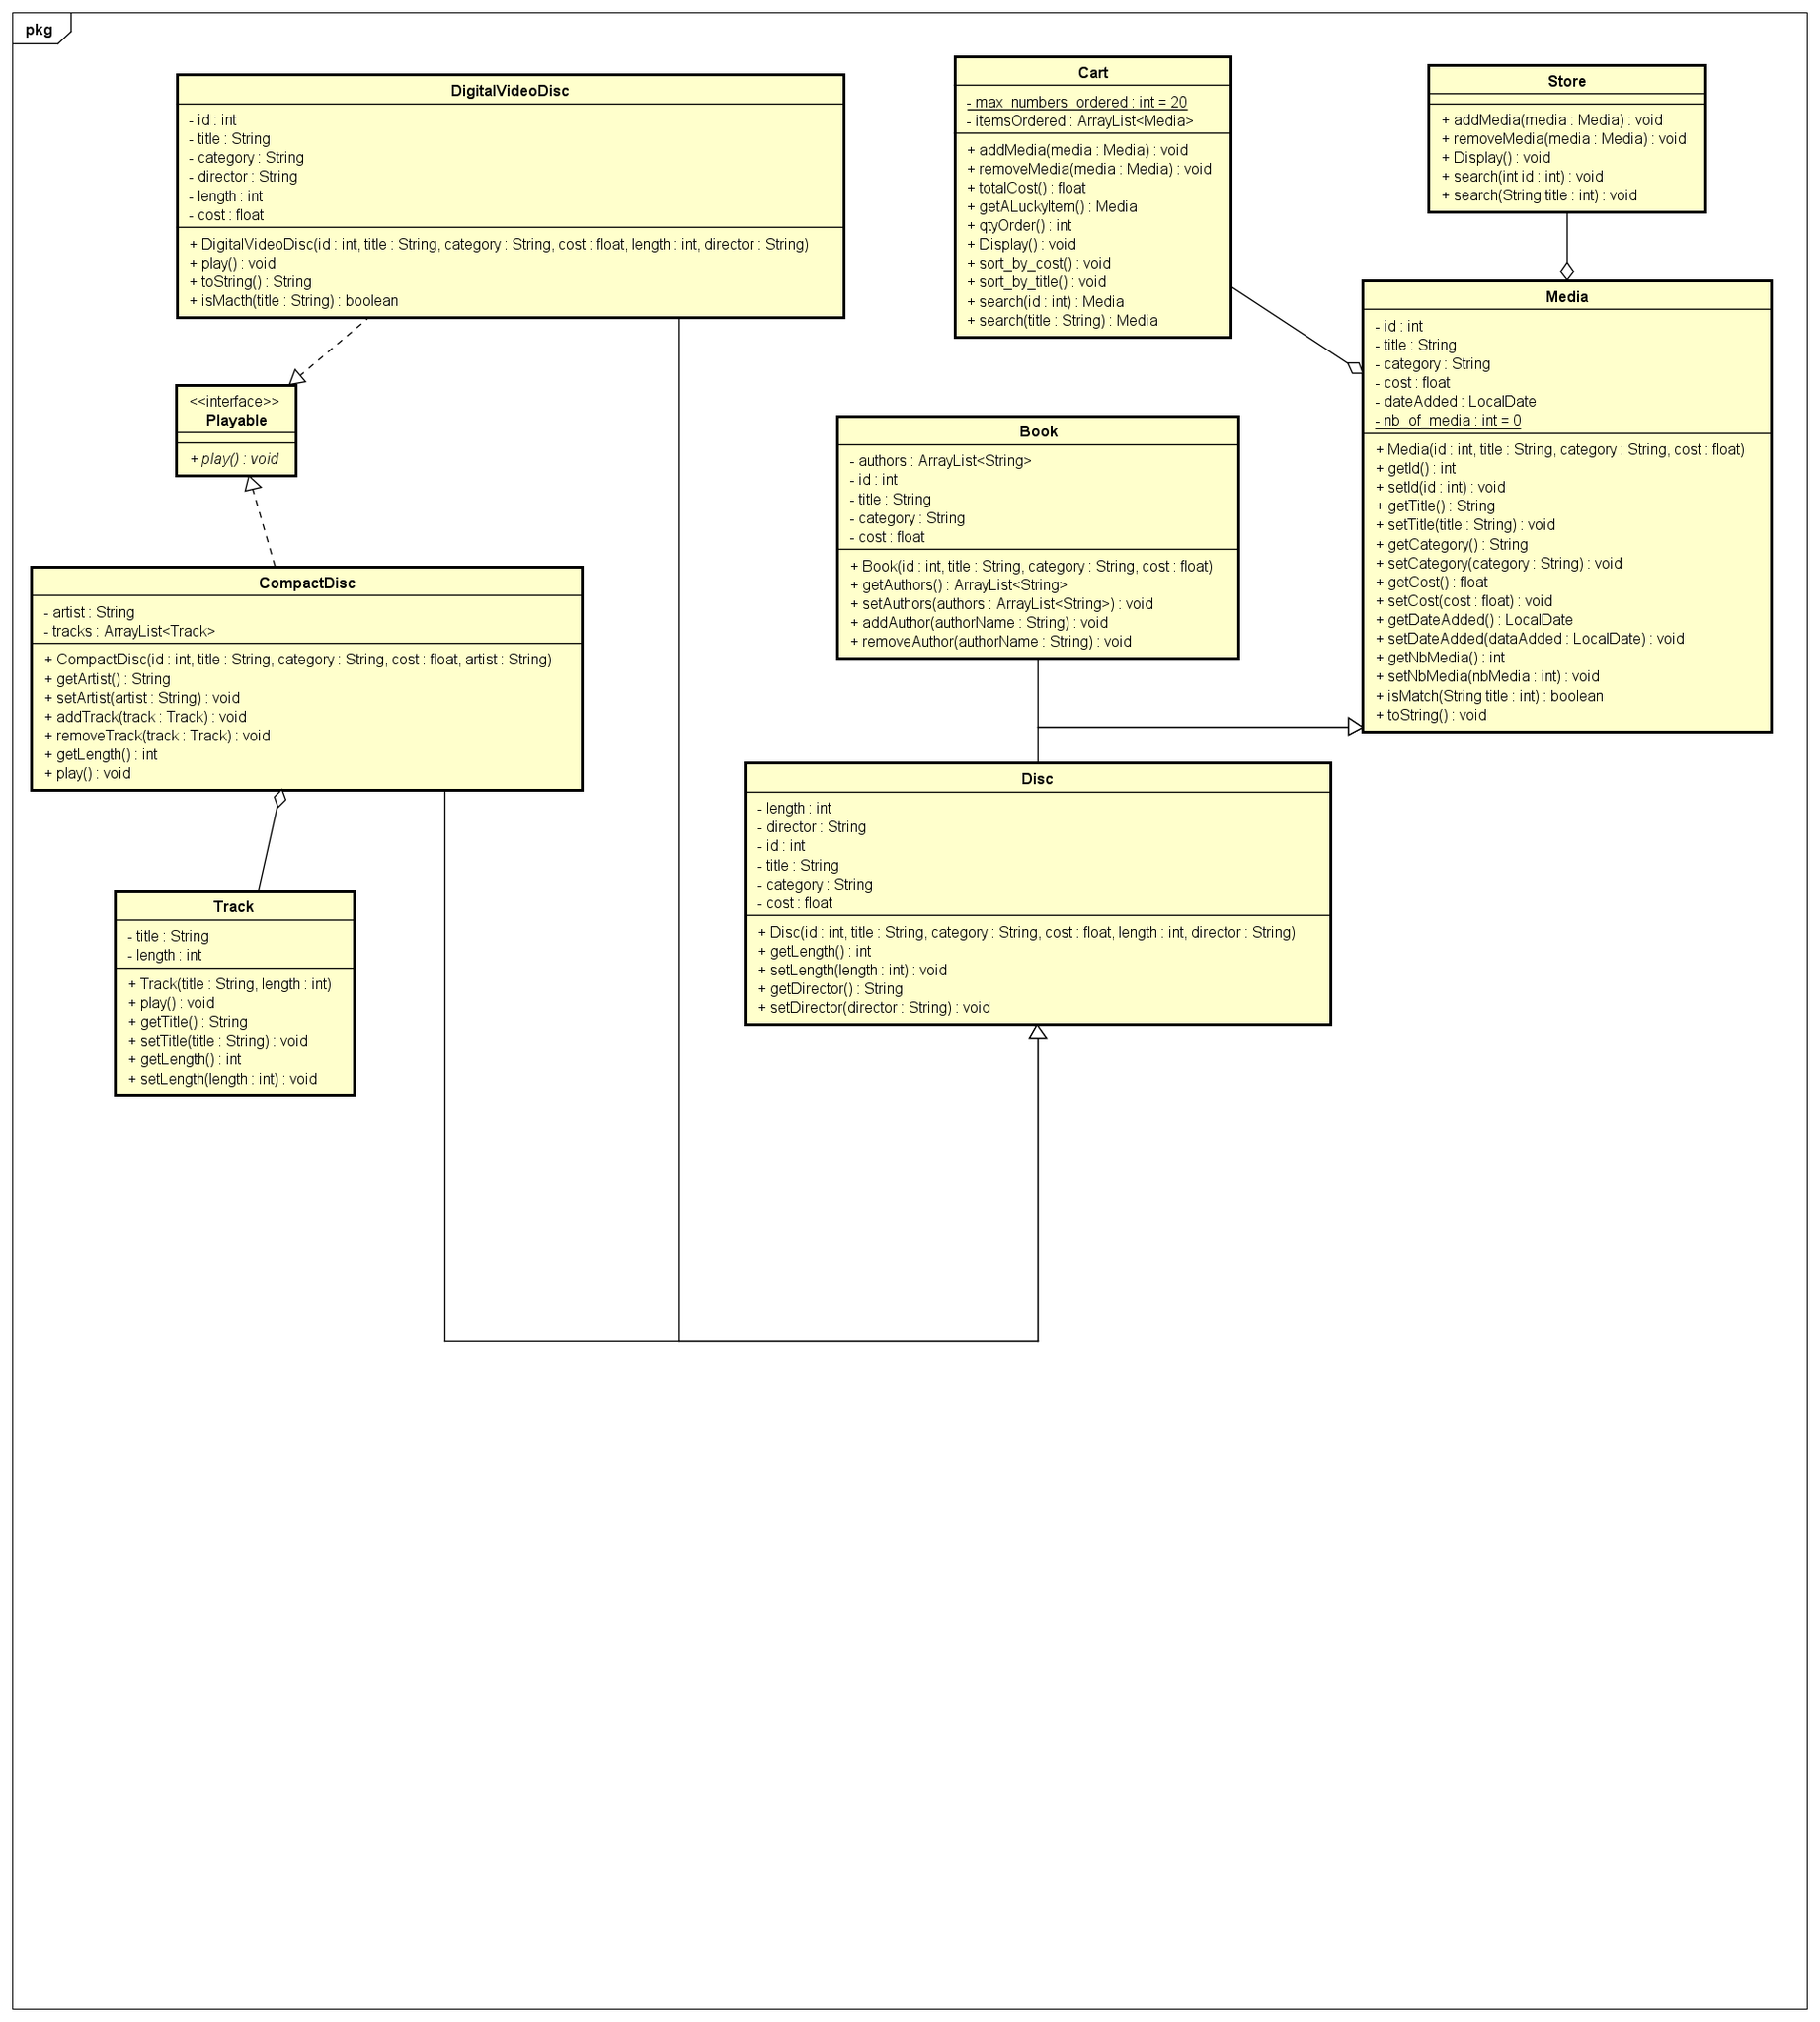 pkg
DigitalVideoDisc
- id : int
- title : String
- category : String
- director : String
- length : int
- cost : float
+ DigitalVideoDisc(id : int, title : String, category : String, cost : float, length : int, director : String)
+ play() : void
+ toString() : String
+ isMacth(title : String) : boolean
Cart
- max_numbers_ordered : int = 20
- itemsOrdered : ArrayList<Media>
+ addMedia(media : Media) : void
+ removeMedia(media : Media) : void
+ totalCost() : float
+ getALuckyItem() : Media
+ qtyOrder() : int
+ Display() : void
+ sort_by_cost() : void
+ sort_by_title() : void
+ search(id : int) : Media
+ search(title : String) : Media
Store
+ addMedia(media : Media) : void
+ removeMedia(media : Media) : void
+ Display() : void
+ search(int id : int) : void
+ search(String title : int) : void
Media
- id : int
- title : String
- category : String
- cost : float
- dateAdded : LocalDate
- nb_of_media : int = 0
+ Media(id : int, title : String, category : String, cost : float)
+ getId() : int
+ setId(id : int) : void
+ getTitle() : String
+ setTitle(title : String) : void
+ getCategory() : String
+ setCategory(category : String) : void
+ getCost() : float
+ setCost(cost : float) : void
+ getDateAdded() : LocalDate
+ setDateAdded(dataAdded : LocalDate) : void
+ getNbMedia() : int
+ setNbMedia(nbMedia : int) : void
+ isMatch(String title : int) : boolean
+ toString() : void
<<interface>>
Playable
+ play() : void
Book
- authors : ArrayList<String>
- id : int
- title : String
- category : String
- cost : float
+ Book(id : int, title : String, category : String, cost : float)
+ getAuthors() : ArrayList<String>
+ setAuthors(authors : ArrayList<String>) : void
+ addAuthor(authorName : String) : void
+ removeAuthor(authorName : String) : void
CompactDisc
- artist : String
- tracks : ArrayList<Track>
+ CompactDisc(id : int, title : String, category : String, cost : float, artist : String)
+ getArtist() : String
+ setArtist(artist : String) : void
+ addTrack(track : Track) : void
+ removeTrack(track : Track) : void
+ getLength() : int
+ play() : void
Disc
- length : int
- director : String
- id : int
- title : String
- category : String
- cost : float
+ Disc(id : int, title : String, category : String, cost : float, length : int, director : String)
+ getLength() : int
+ setLength(length : int) : void
+ getDirector() : String
+ setDirector(director : String) : void
Track
- title : String
- length : int
+ Track(title : String, length : int)
+ play() : void
+ getTitle() : String
+ setTitle(title : String) : void
+ getLength() : int
+ setLength(length : int) : void